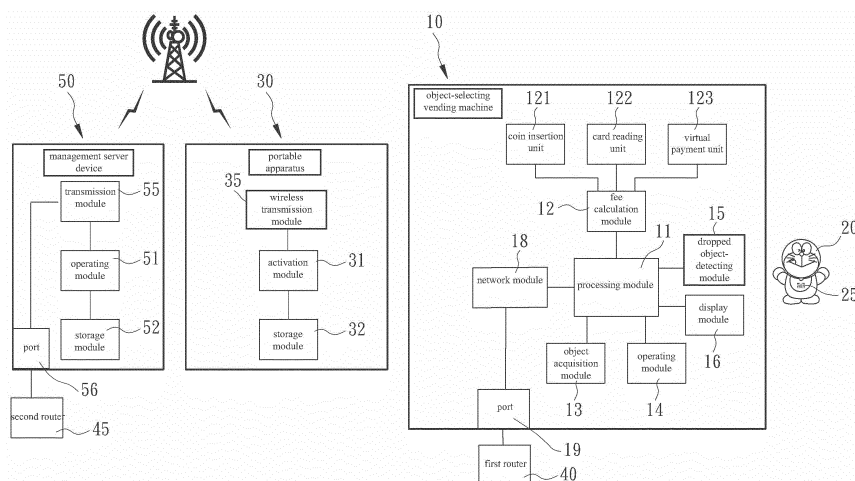 10
50
30
object-selecting
vending machine
121
122
123
management server
device
portable
apparatus
coin insertion
unit
card reading
unit
virtual
payment unit
transmission
module
55
35
wireless
transmission
module
12
fee
calculation
module
15
operating
module
51
activation
module
31
18
network module
11
processing module
dropped
object-
detecting
module
20
25
storage
module
52
storage
module
32
display
module
16
port
56
object
acquisition
module
13
operating
module
14
second router
45
port
19
first router
40